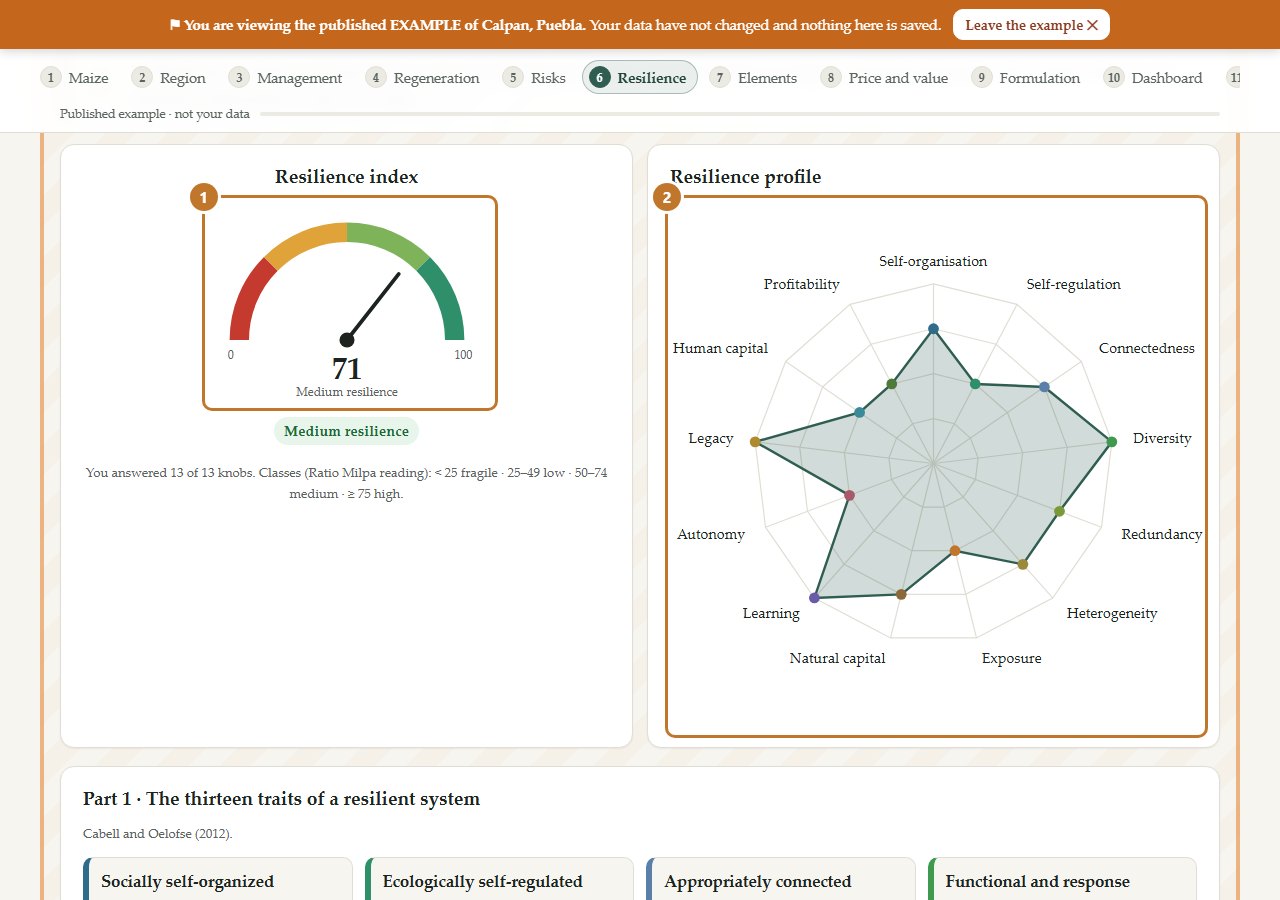 ⚑ You are viewing the published EXAMPLE of Calpan, Puebla. Your data have not changed and nothing here is saved. Leave the example ✕
1 Maize 2 Region 3 Management 4 Regeneration 5 Risks 6 Resilience 7 Elements 8 Price and value 9 Formulation 10 Dashboard 11
Published example · not your data
Resilience index
1
0
100
71
Medium resilience
Medium resilience
You answered 13 of 13 knobs. Classes (Ratio Milpa reading): < 25 fragile · 25–49 low · 50–74
medium · ≥ 75 high.
Resilience profile
2
Self-organisation
Profitability
Self-regulation
Human capital
Connectedness
Legacy
Diversity
Autonomy
Redundancy
Learning
Heterogeneity
Natural capital
Exposure
Part 1 · The thirteen traits of a resilient system
Cabell and Oelofse (2012).
Socially self-organized
Ecologically self-regulated
Appropriately connected
Functional and response